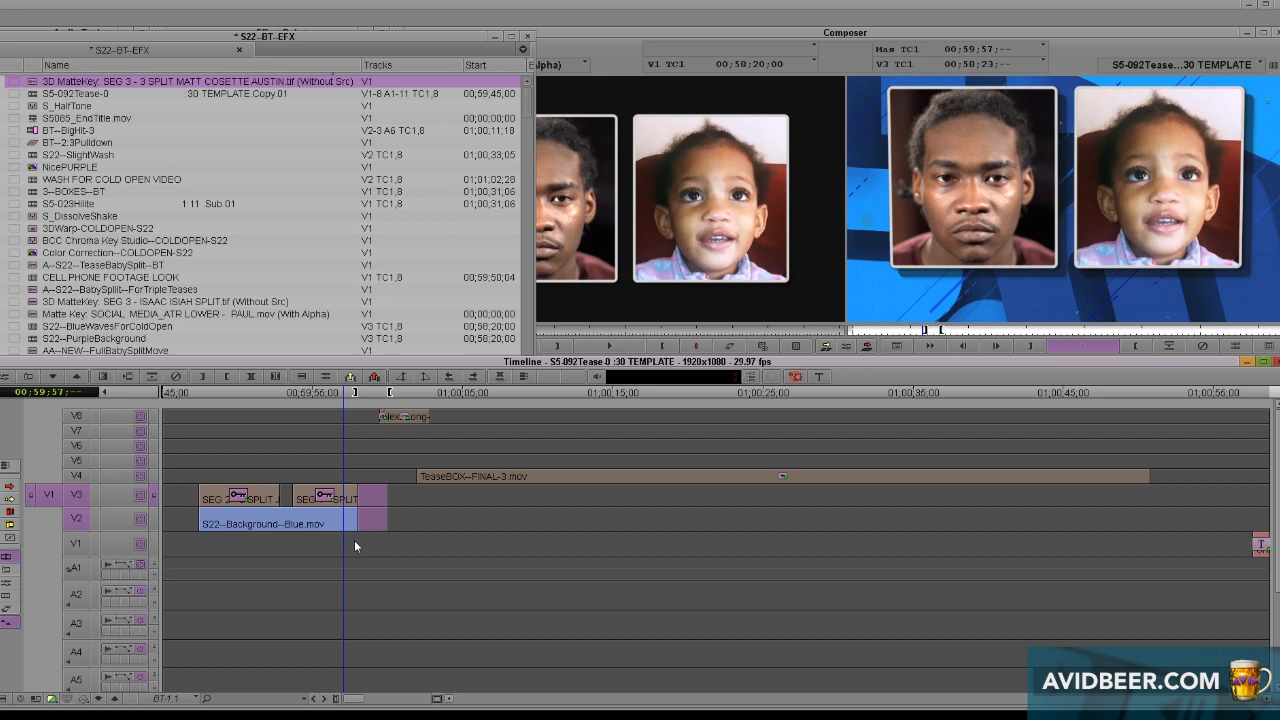 * S22--BT-EFX
Composer
* S22--BT-EFX
Mas TC1 00;59;57;--
lpha)
V1 TC1 00;58;20;00
V3 TC1 00;58;23;--
S5-092Tease...30 TEMPLATE
Name Tracks Start E
3D MatteKey: SEG 3 - 3 SPLIT MATT COSETTE AUSTIN.tif (Without Src) V1
S5-092Tease-0 :30 TEMPLATE.Copy.01 V1-8 A1-11 TC1,8 00;59;45;00
S_HalfTone V1
S5085_EndTitle.mov V1 00;00;00;00
BT--BigHit-3 V2-3 A6 TC1,8 01;00;11;18
BT--2:3Pulldown V1
S22--SlightWash V2 TC1,8 01;00;33;05
NicePURPLE V1
WASH FOR COLD OPEN VIDEO V2 TC1,8 01;01;02;28
3--BOXES--BT V1 TC1,8 01;00;31;06
S5-023Hilite 1:11 Sub.01 V1 TC1,8 01;00;31;06
S_DissolveShake V1
3DWarp-COLDOPEN-S22 V1
BCC Chroma Key Studio--COLDOPEN-S22 V1
Color Correction--COLDOPEN-S22 V1
A--S22--TeaseBabySplit--BT V1
CELL PHONE FOOTAGE LOOK V1 TC1,8 00;59;50;04
A--S22--BabySplit--ForTripleTeases V1
3D MatteKey: SEG 3 - ISAAC ISIAH SPLIT.tif (Without Src) V1
Matte Key: SOCIAL MEDIA_ATR LOWER - PAUL.mov (With Alpha) V1 00;00;00;00
S22--BlueWavesForColdOpen V3 TC1,8 00;58;20;00
S22--PurpleBackground V3 TC1,8 00;58;20;00
AA--NEW--FullBabySplitMove V1
Timeline - S5-092Tease-0 :30 TEMPLATE - 1920x1080 - 29.97 fps
00;59;57;-- 45;00 00;59;55;00 01;00;05;00 01;00;15;00 01;00;25;00 01;00;35;00 01;00;45;00 01;00;55;00
V8
V7
V6
V5
V4 TeaseBOX--FINAL-3.mov
V1 V3 SEG 2 SPLIT SEG SPLIT
V2 S22--Background--Blue.mov
V1 T
A1
A2
A3
A4
A5
BT-1.1
AVIDBEER.COM